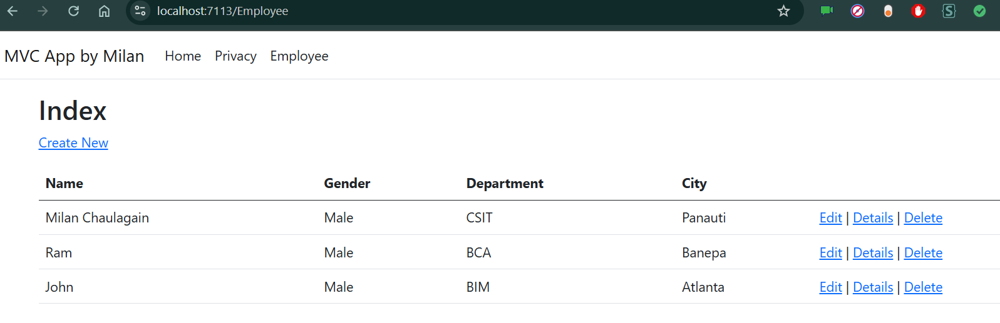 localhost:7113/Employee
MVC App by Milan Home Privacy Employee
Index
Create New
Name Gender Department City
Milan Chaulagain Male CSIT Panauti Edit | Details | Delete
Ram Male BCA Banepa Edit | Details | Delete
John Male BIM Atlanta Edit | Details | Delete